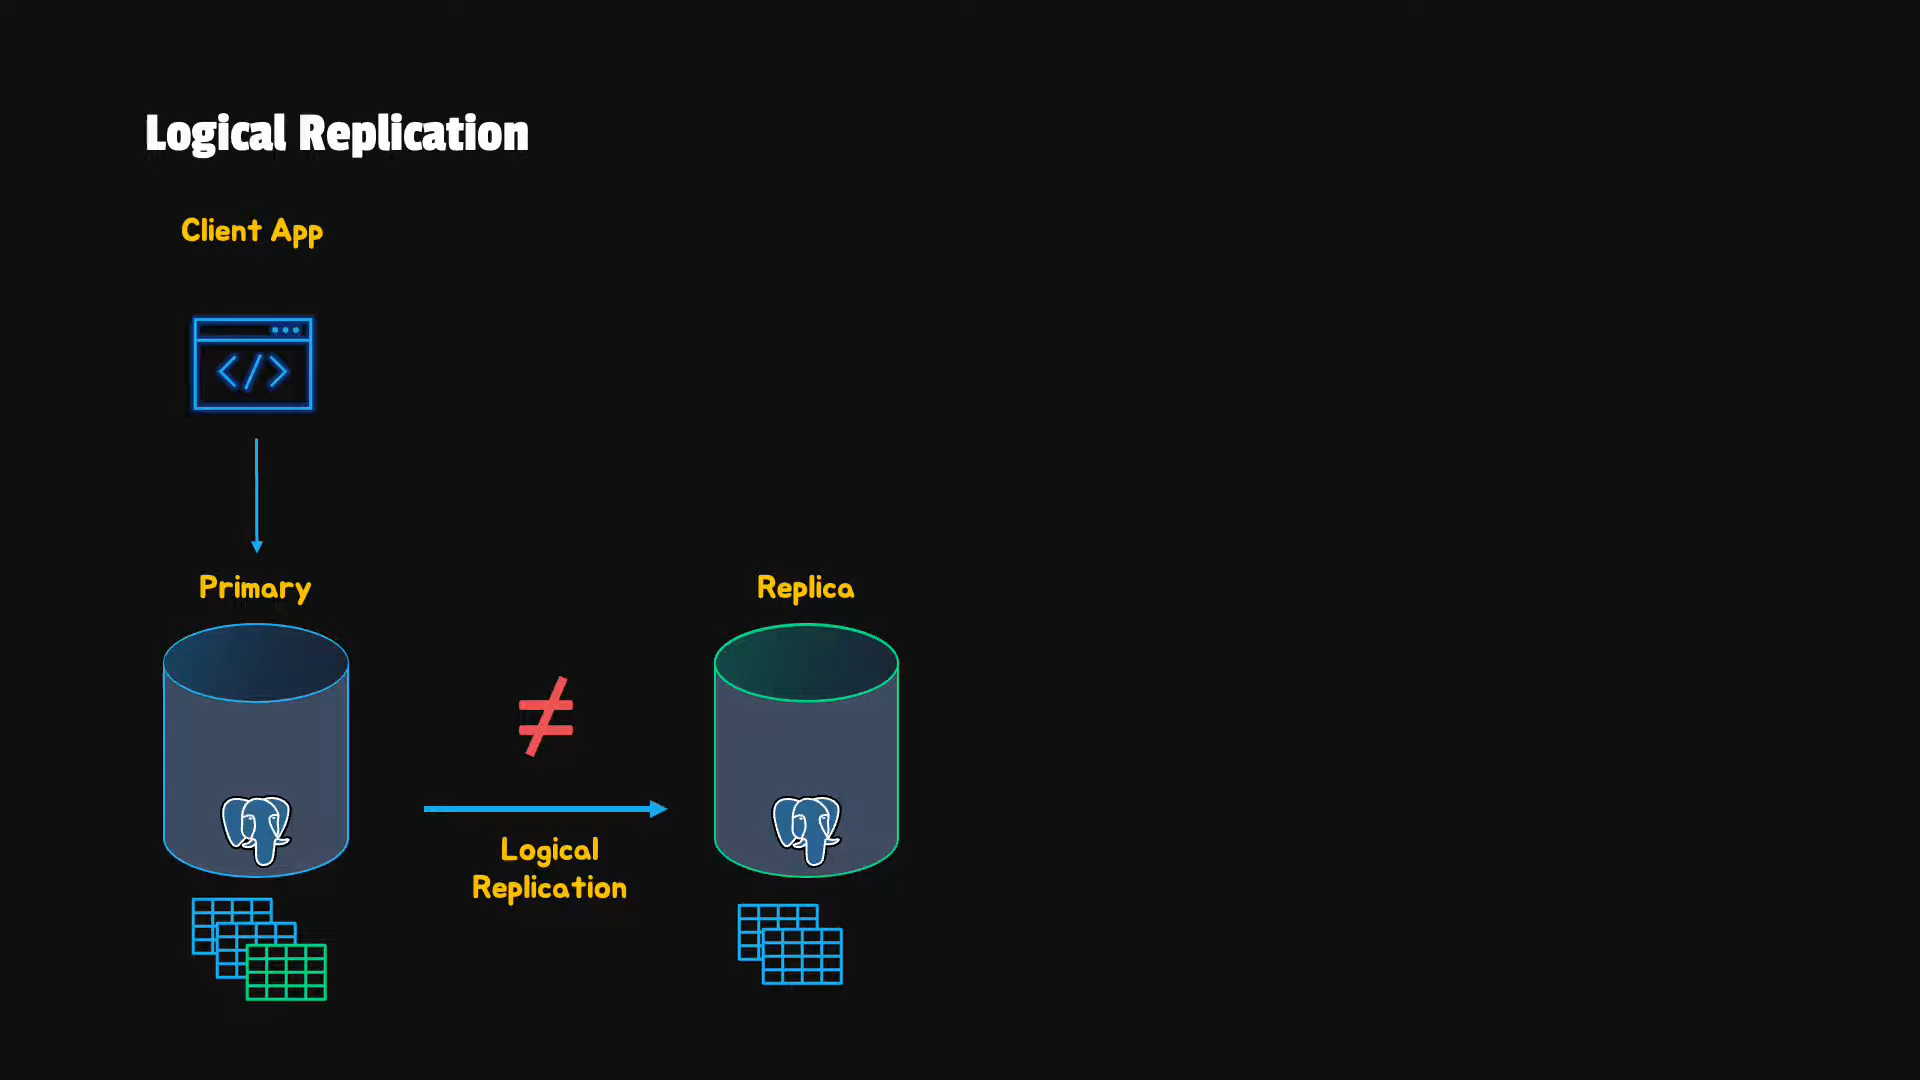 Logical Replication
Client App
</>
Primary
Replica
≠
Logical
Replication